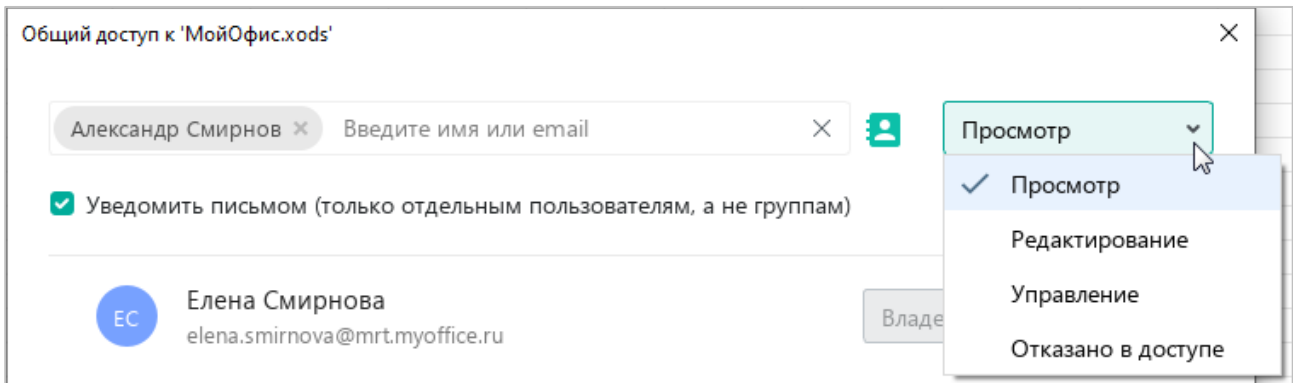 Общий доступ к 'МойОфис.xods'
Александр Смирнов Введите имя или email Просмотр
Просмотр
Уведомить письмом (только отдельным пользователям, а не группам)
Редактирование
Управление
Елена Смирнова
ЕС
elena.smirnova@mrt.myoffice.ru
Владе
Отказано в доступе